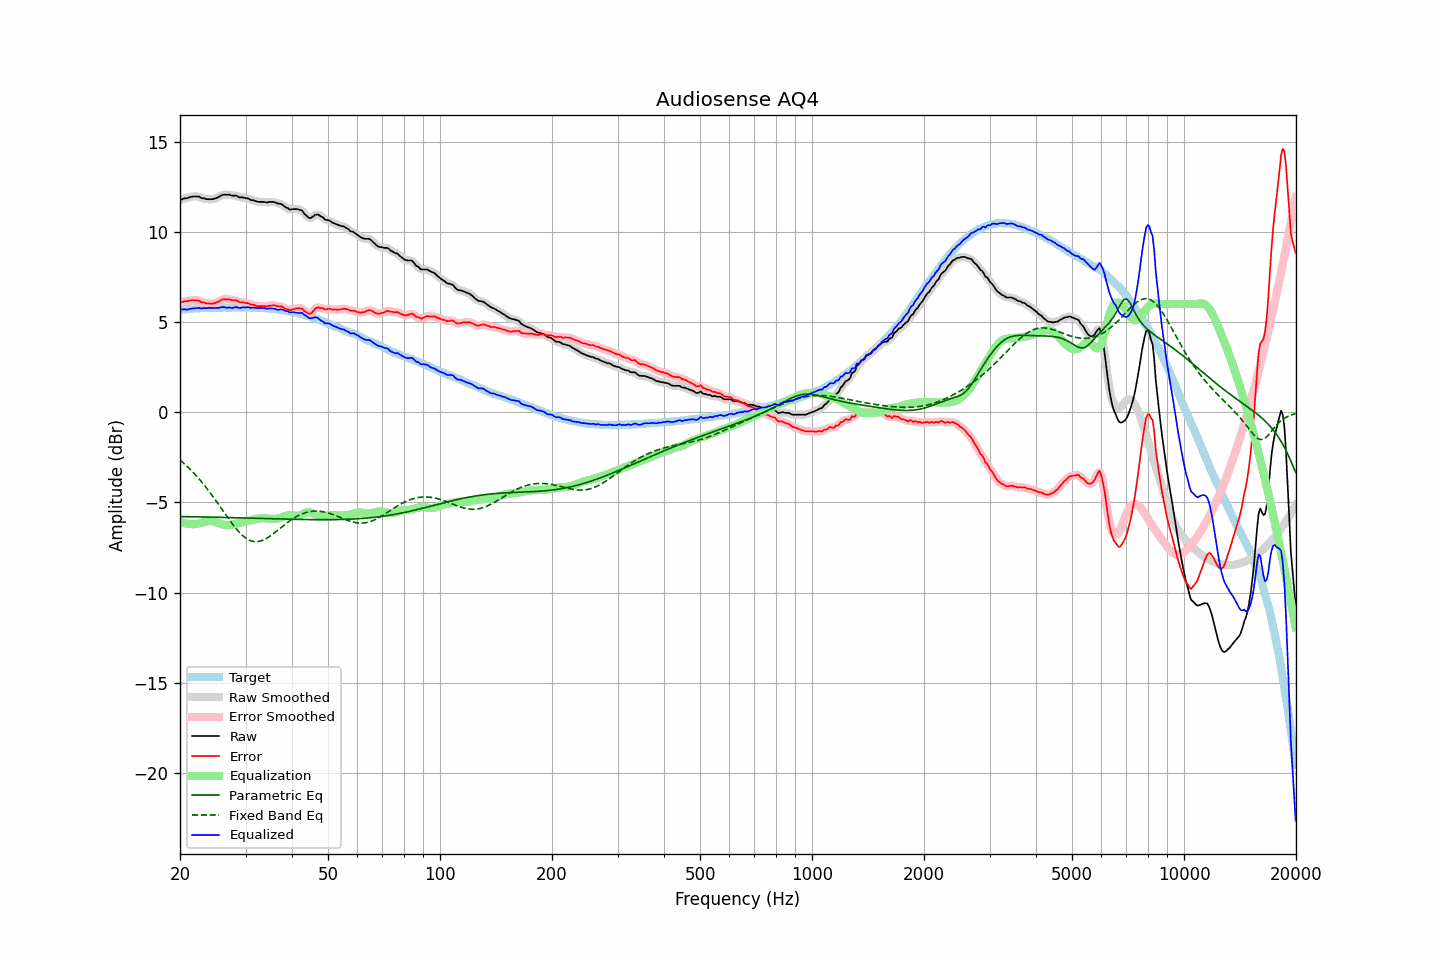 Audiosense AQ4
Amplitude (dBr)
15
10
5
0
−5
−10
−15
−20
Target
Raw Smoothed
Error Smoothed
Raw
Error
Equalization
Parametric Eq
Fixed Band Eq
Equalized
20 50 100 200 500 1000 2000 5000 10000 20000
Frequency (Hz)